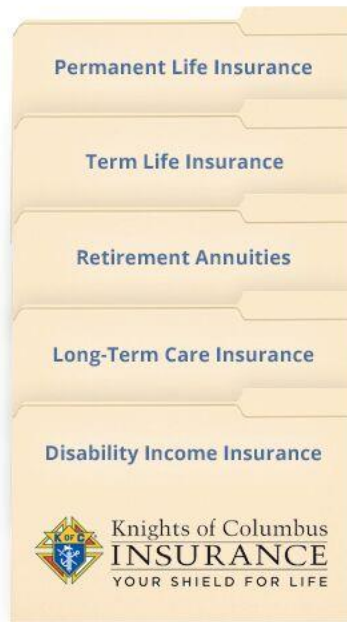 Permanent Life Insurance
Term Life Insurance
Retirement Annuities
Long-Term Care Insurance
Disability Income Insurance
K OF C
Knights of Columbus
INSURANCE
YOUR SHIELD FOR LIFE